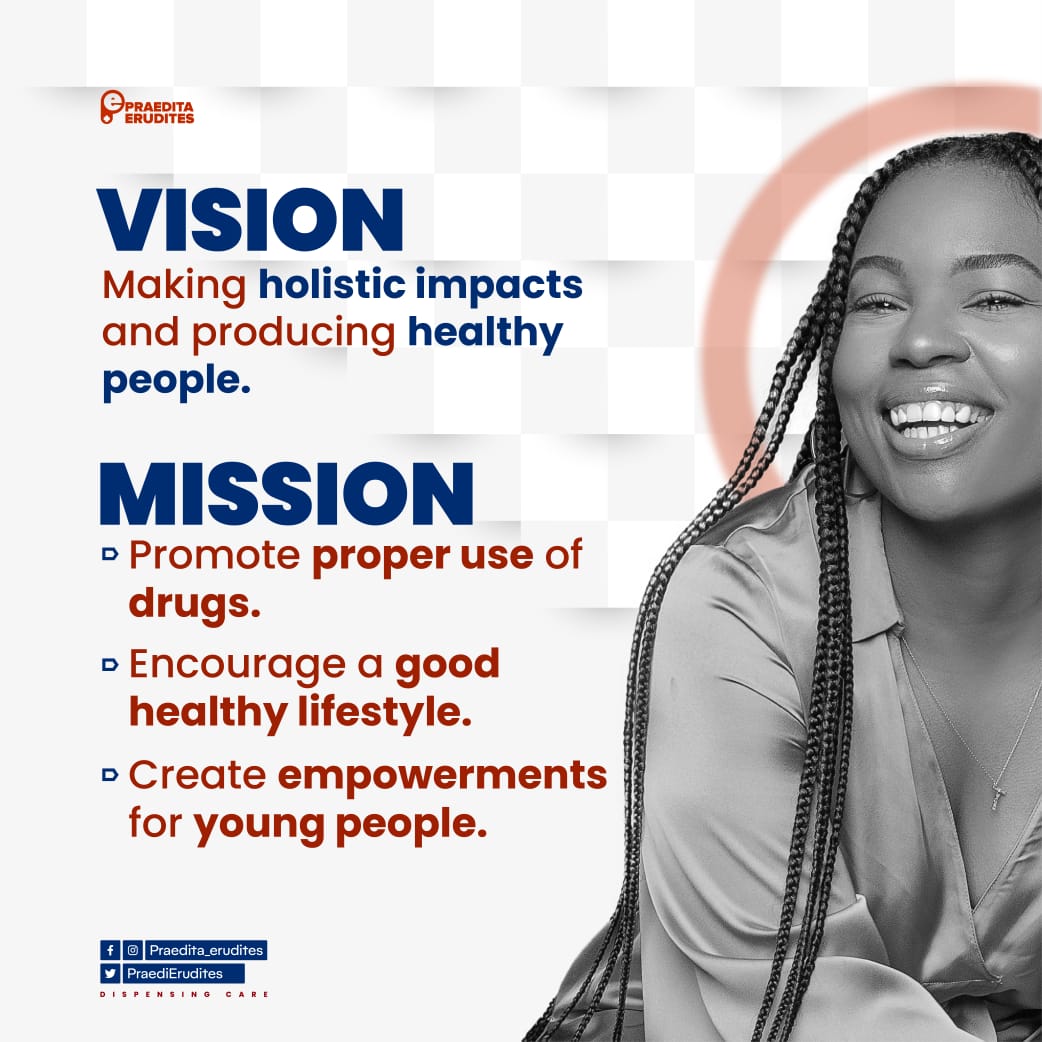 PRAEDITA
ERUDITES
VISION
Making holistic impacts
and producing healthy
people.
MISSION
Promote proper use of
drugs.
Encourage a good
healthy lifestyle.
Create empowerments
for young people.
Praedita_erudites
PraediErudites
DISPENSING CARE